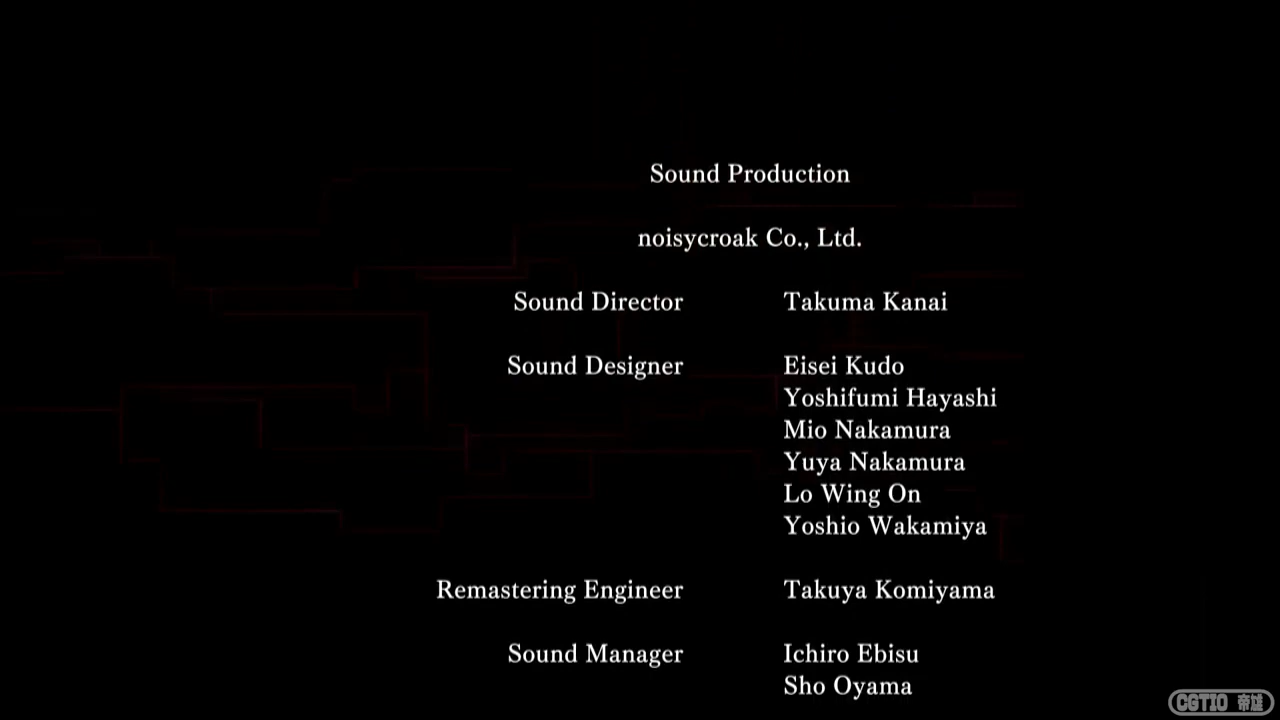 Sound Production
noisycroak Co., Ltd.
Sound Director Takuma Kanai
Sound Designer Eisei Kudo
Yoshifumi Hayashi
Mio Nakamura
Yuya Nakamura
Lo Wing On
Yoshio Wakamiya
Remastering Engineer Takuya Komiyama
Sound Manager Ichiro Ebisu
Sho Oyama
CGTIO 帝雄